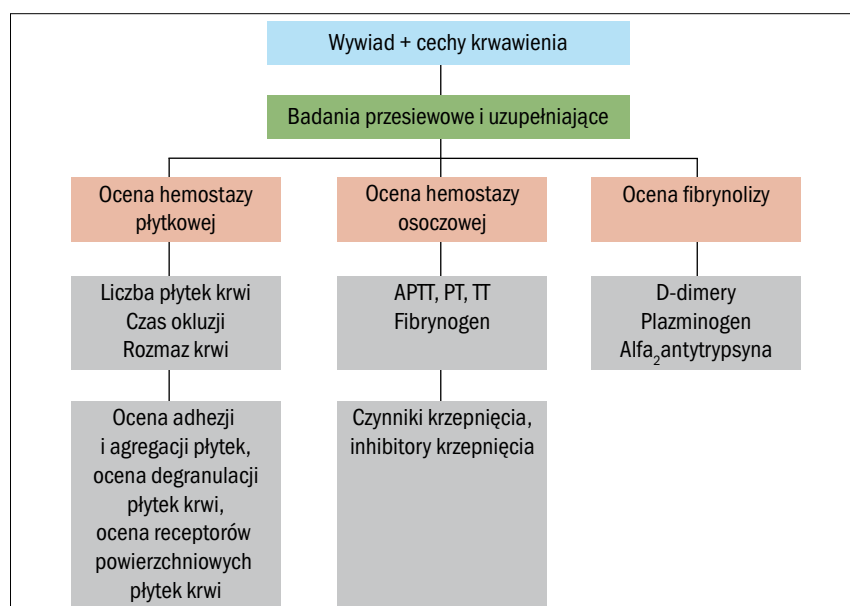 Wywiad + cechy krwawienia
Badania przesiewowe i uzupełniające
Ocena hemostazy
płytkowej
Ocena hemostazy
osoczowej
Ocena fibrynolizy
Liczba płytek krwi
Czas okluzji
Rozmaz krwi
APTT, PT, TT
Fibrynogen
D-dimery
Plazminogen
Alfa₂antytrypsyna
Ocena adhezji
i agregacji płytek,
ocena degranulacji
płytek krwi,
ocena receptorów
powierzchniowych
płytek krwi
Czynniki krzepnięcia,
inhibitory krzepnięcia